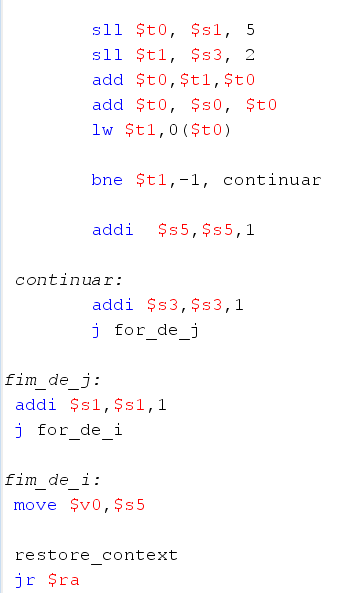 sll $t0, $s1, 5
sll $t1, $s3, 2
add $t0,$t1,$t0
add $t0, $s0, $t0
lw $t1,0($t0)
bne $t1,-1, continuar
addi  $s5,$s5,1
continuar:
addi $s3,$s3,1
j for_de_j
fim_de_j:
addi $s1,$s1,1
j for_de_i
fim_de_i:
move $v0,$s5
restore_context
jr $ra